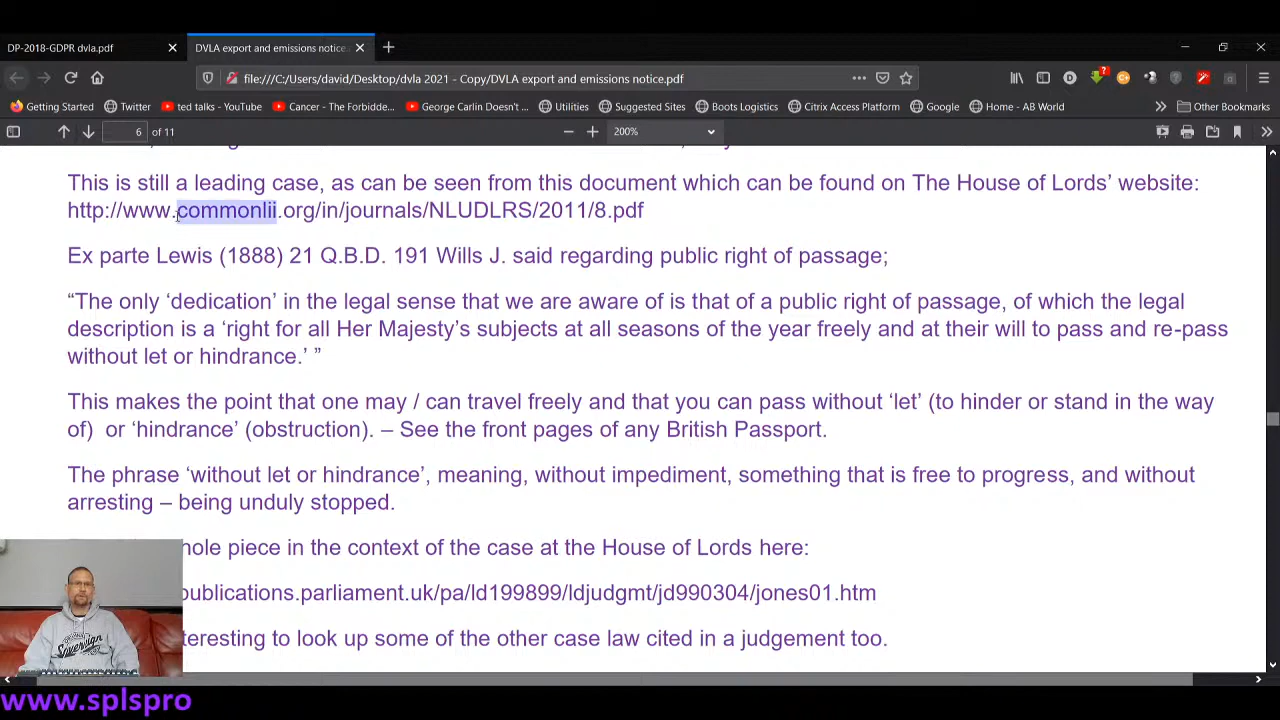 DP-2018-GDPR dvla.pdf
DVLA export and emissions notice.
file:///C:/Users/david/Desktop/dvla 2021 - Copy/DVLA export and emissions notice.pdf
Getting Started Twitter ted talks - YouTube Cancer - The Forbidde... George Carlin Doesn't ... Utilities Suggested Sites Boots Logistics Citrix Access Platform Google Home - AB World Other Bookmarks
6 of 11 200%
This is still a leading case, as can be seen from this document which can be found on The House of Lords’ website:
http://www.commonlii.org/in/journals/NLUDLRS/2011/8.pdf
Ex parte Lewis (1888) 21 Q.B.D. 191 Wills J. said regarding public right of passage;
“The only ‘dedication’ in the legal sense that we are aware of is that of a public right of passage, of which the legal
description is a ‘right for all Her Majesty’s subjects at all seasons of the year freely and at their will to pass and re-pass
without let or hindrance.’ ”
This makes the point that one may / can travel freely and that you can pass without ‘let’ (to hinder or stand in the way
of) or ‘hindrance’ (obstruction). – See the front pages of any British Passport.
The phrase ‘without let or hindrance’, meaning, without impediment, something that is free to progress, and without
arresting – being unduly stopped.
piece in the context of the case at the House of Lords here:
publications.parliament.uk/pa/ld199899/ldjudgmt/jd990304/jones01.htm
to look up some of the other case law cited in a judgement too.
Sovereign
www.splspro